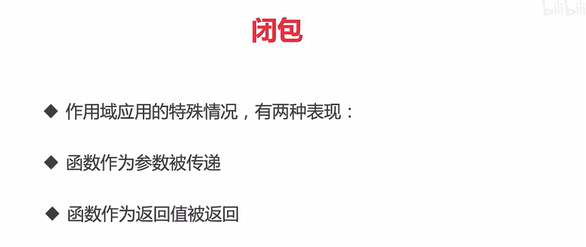 bilibili
闭包
◆ 作用域应用的特殊情况，有两种表现：
◆ 函数作为参数被传递
◆ 函数作为返回值被返回